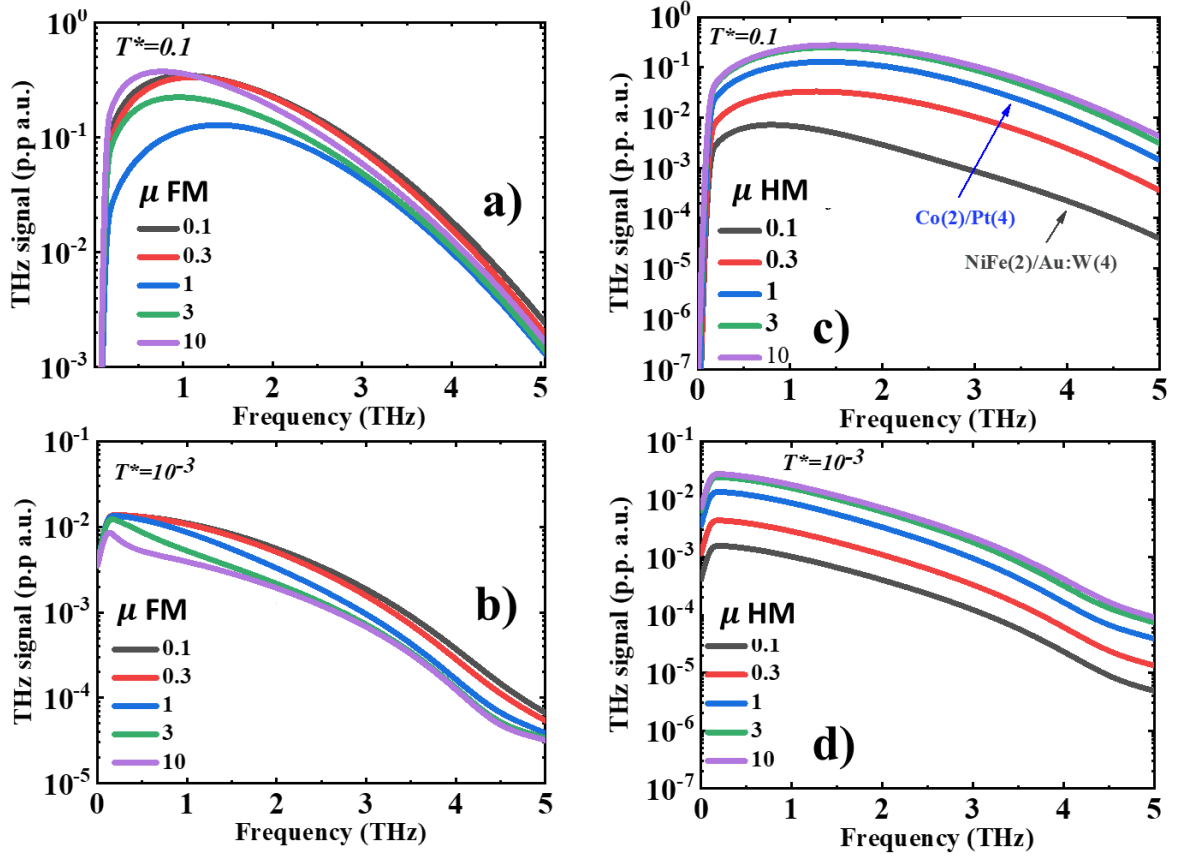 T*=0.1
THz signal (p.p a.u.)
10⁰
10⁻¹
10⁻²
10⁻³
a)
μ FM
0.1
0.3
1
3
10
1 2 3 4 5
Frequency (THz)
T*=10⁻³
THz signal (p.p a.u.)
10⁻¹
10⁻²
10⁻³
10⁻⁴
10⁻⁵
b)
μ FM
0.1
0.3
1
3
10
0 1 2 3 4 5
Frequency (THz)
T*=0.1
THz signal (p.p. a.u.)
10⁰
10⁻¹
10⁻²
10⁻³
10⁻⁴
10⁻⁵
10⁻⁶
10⁻⁷
c)
μ HM
0.1
0.3
1
3
10
Co(2)/Pt(4)
NiFe(2)/Au:W(4)
0 1 2 3 4 5
Frequency (THz)
T*=10⁻³
THz signal (p.p. a.u.)
10⁻¹
10⁻²
10⁻³
10⁻⁴
10⁻⁵
10⁻⁶
10⁻⁷
d)
μ HM
0.1
0.3
1
3
10
0 1 2 3 4 5
Frequency (THz)